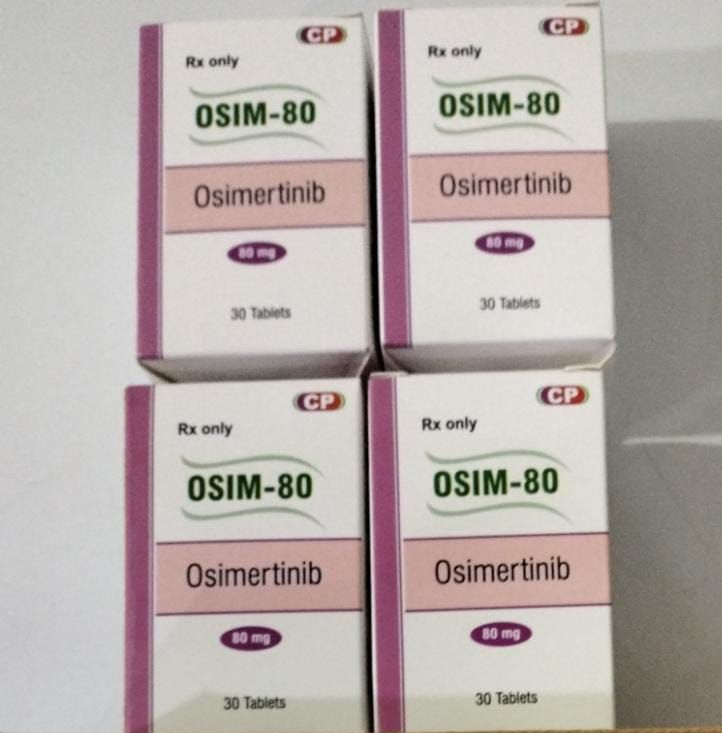 CP
Rx only
OSIM-80
Osimertinib
80 mg
30 Tablets
CP
Rx only
OSIM-80
Osimertinib
80 mg
30 Tablets
CP
Rx only
OSIM-80
Osimertinib
80 mg
30 Tablets
CP
Rx only
OSIM-80
Osimertinib
80 mg
30 Tablets